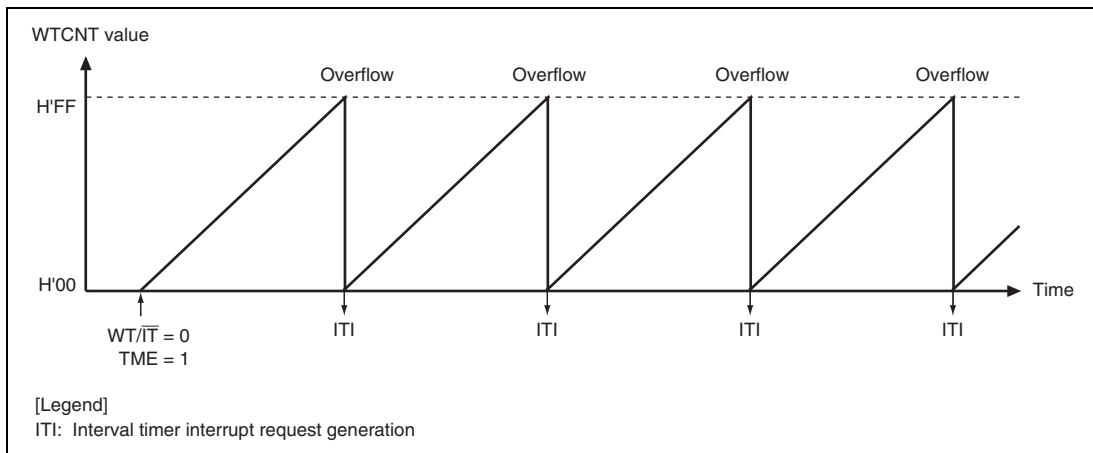 WTCNT value
Overflow Overflow Overflow Overflow
H'FF
H'00
Time
WT/I̅T̅ = 0
TME = 1
ITI ITI ITI ITI
[Legend]
ITI: Interval timer interrupt request generation